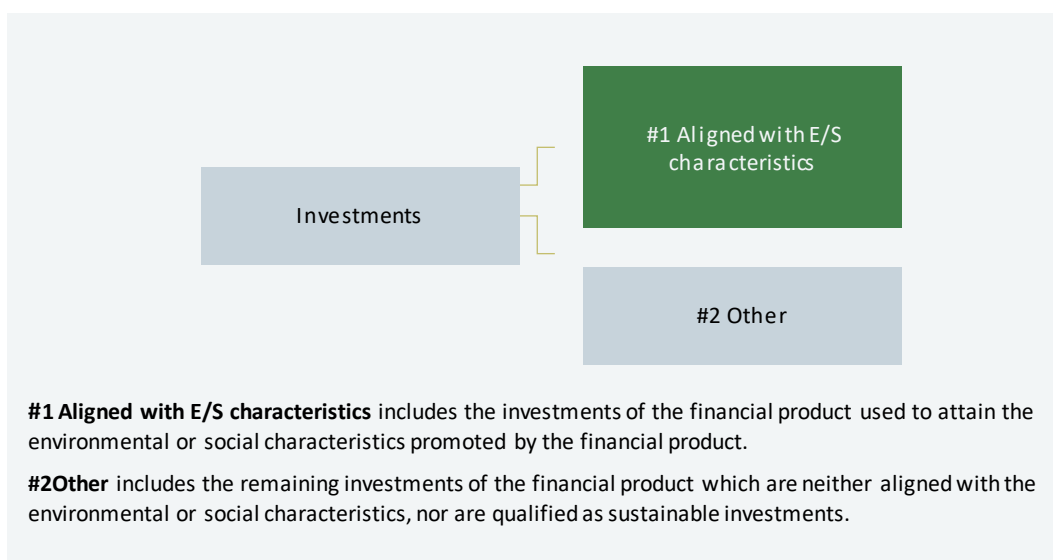 #1 Aligned with E/S
characteristics
Investments
#2 Other
#1 Aligned with E/S characteristics includes the investments of the financial product used to attain the
environmental or social characteristics promoted by the financial product.
#2Other includes the remaining investments of the financial product which are neither aligned with the
environmental or social characteristics, nor are qualified as sustainable investments.